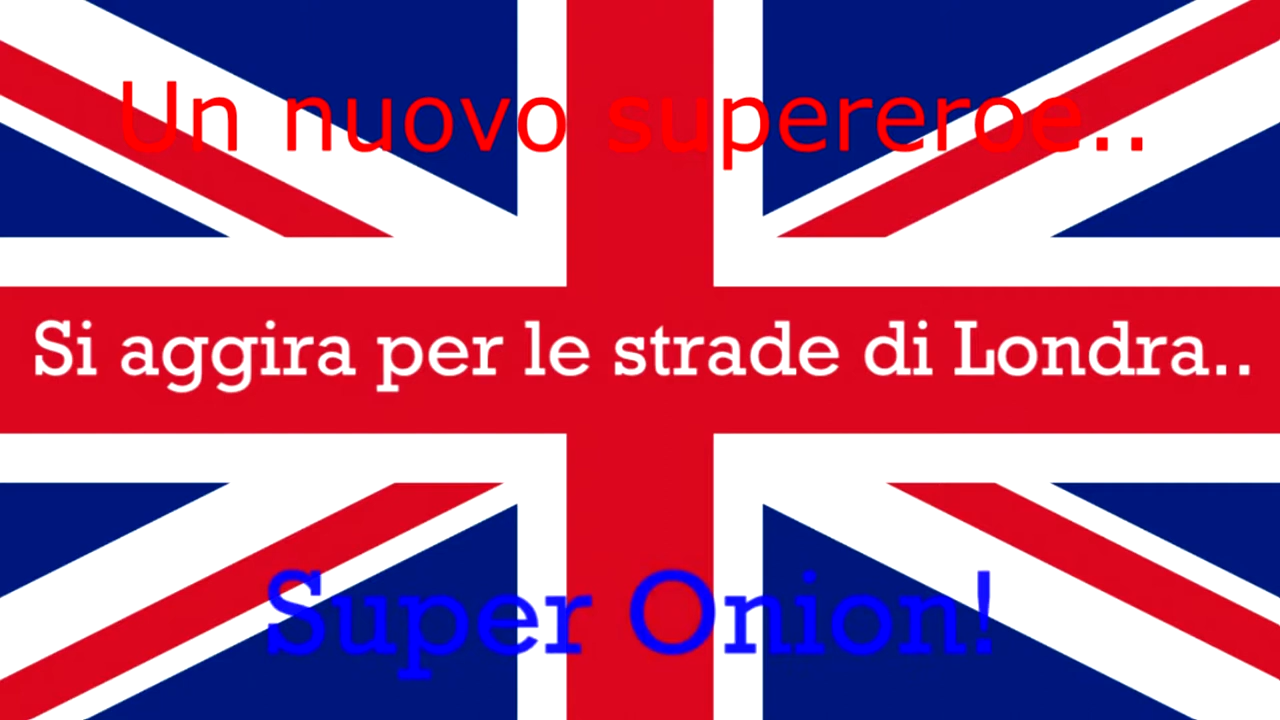 Un nuovo supereroe..
Si aggira per le strade di Londra..
Super Onion!